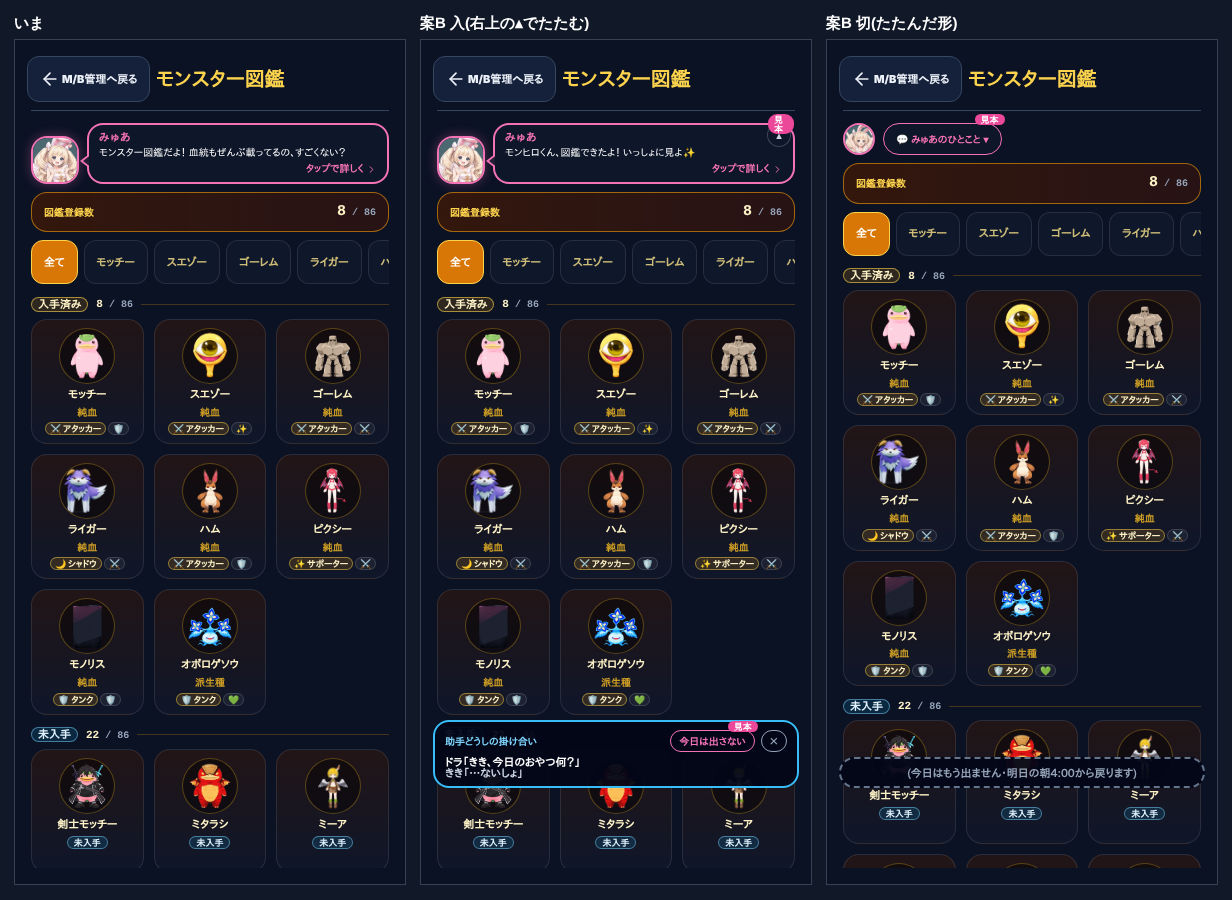 いま
← M/B管理へ戻る モンスター図鑑
みゅあ
モンスター図鑑だよ! 血統もぜんぶ載ってるの、すごくない?
タップで詳しく 〉
図鑑登録数 8 / 86
全て モッチー スエゾー ゴーレム ライガー ハ
入手済み 8 / 86
モッチー スエゾー ゴーレム
純血 純血 純血
⚔️ アタッカー 🛡️ ⚔️ アタッカー ✨ ⚔️ アタッカー ⚔️
ライガー ハム ピクシー
純血 純血 純血
🌙 シャドウ ⚔️ ⚔️ アタッカー 🛡️ ✨ サポーター ⚔️
モノリス オボロゲソウ
純血 派生種
🛡️ タンク 🛡️ 🛡️ タンク 💚
未入手 22 / 86
剣士モッチー ミタラシ ミーア
未入手 未入手 未入手
案B 入(右上の▲でたたむ)
← M/B管理へ戻る モンスター図鑑
見本
▲
みゅあ
モンヒロくん、図鑑できたよ! いっしょに見よ✨
タップで詳しく 〉
図鑑登録数 8 / 86
全て モッチー スエゾー ゴーレム ライガー ハ
入手済み 8 / 86
モッチー スエゾー ゴーレム
純血 純血 純血
⚔️ アタッカー 🛡️ ⚔️ アタッカー ✨ ⚔️ アタッカー ⚔️
ライガー ハム ピクシー
純血 純血 純血
🌙 シャドウ ⚔️ ⚔️ アタッカー 🛡️ ✨ サポーター ⚔️
モノリス オボロゲソウ
純血 派生種
🛡️ タンク 🛡️ 🛡️ タンク 💚
見本
助手どうしの掛け合い 今日は出さない ✕
ドラ「きき、今日のおやつ何?」
きき「…ないしょ」
剣士モッチー ミタラシ ミーア
未入手 未入手 未入手
案B 切(たたんだ形)
← M/B管理へ戻る モンスター図鑑
見本
💬 みゅあのひとこと ▾
図鑑登録数 8 / 86
全て モッチー スエゾー ゴーレム ライガー ハ
入手済み 8 / 86
モッチー スエゾー ゴーレム
純血 純血 純血
⚔️ アタッカー 🛡️ ⚔️ アタッカー ✨ ⚔️ アタッカー ⚔️
ライガー ハム ピクシー
純血 純血 純血
🌙 シャドウ ⚔️ ⚔️ アタッカー 🛡️ ✨ サポーター ⚔️
モノリス オボロゲソウ
純血 派生種
🛡️ タンク 🛡️ 🛡️ タンク 💚
未入手 22 / 86
(今日はもう出ません・明日の朝4:00から戻ります)
剣士モッチー ミタラシ ミーア
未入手 未入手 未入手